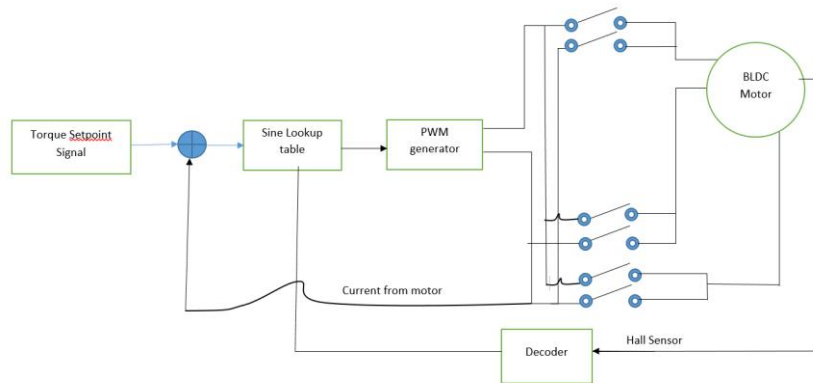 Torque Setpoint
Signal
Sine Lookup
table
PWM
generator
BLDC
Motor
Current from motor
Hall Sensor
Decoder